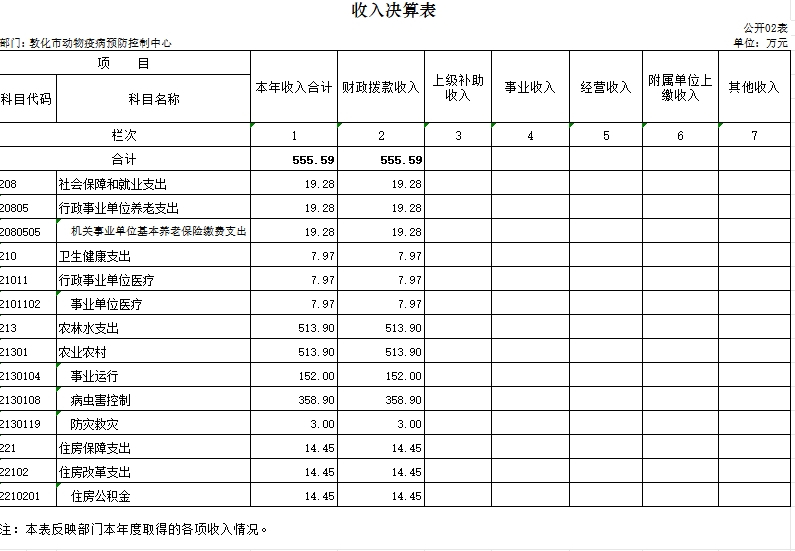 收入决算表
公开02表
部门：敦化市动物疫病预防控制中心 单位：万元
项 目 本年收入合计 财政拨款收入 上级补助收入 事业收入 经营收入 附属单位上缴收入 其他收入
科目代码 科目名称
栏次 1 2 3 4 5 6 7
合计 555.59 555.59
208 社会保障和就业支出 19.28 19.28
20805 行政事业单位养老支出 19.28 19.28
2080505 机关事业单位基本养老保险缴费支出 19.28 19.28
210 卫生健康支出 7.97 7.97
21011 行政事业单位医疗 7.97 7.97
2101102 事业单位医疗 7.97 7.97
213 农林水支出 513.90 513.90
21301 农业农村 513.90 513.90
2130104 事业运行 152.00 152.00
2130108 病虫害控制 358.90 358.90
2130119 防灾救灾 3.00 3.00
221 住房保障支出 14.45 14.45
22102 住房改革支出 14.45 14.45
2210201 住房公积金 14.45 14.45
注：本表反映部门本年度取得的各项收入情况。